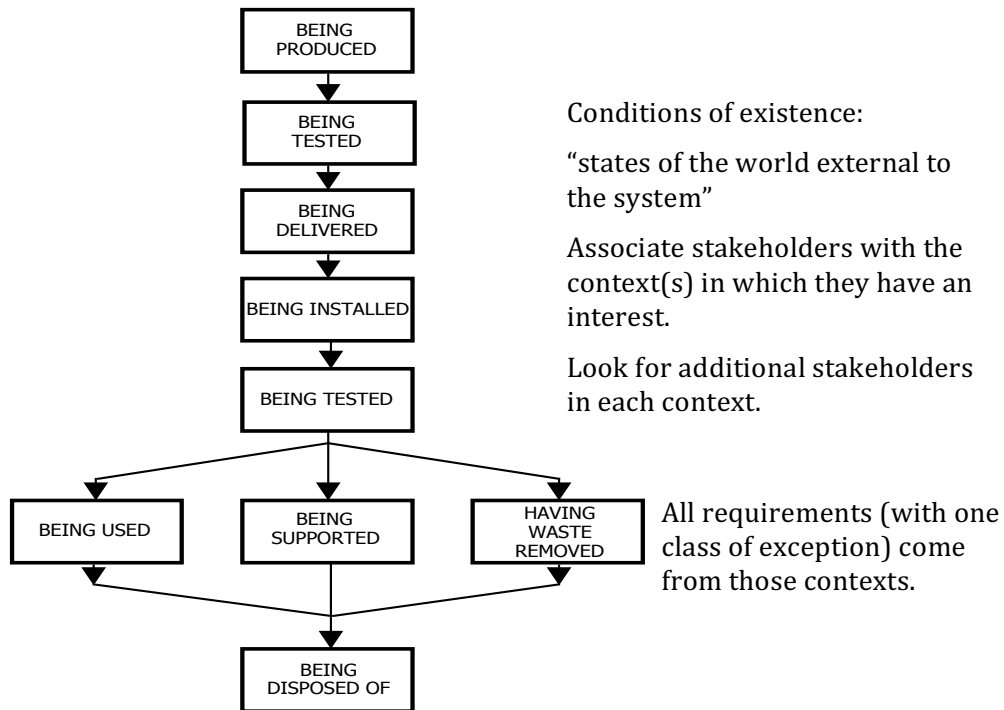 BEING
PRODUCED
BEING
TESTED
BEING
DELIVERED
BEING INSTALLED
BEING TESTED
BEING USED
BEING
SUPPORTED
HAVING
WASTE
REMOVED
BEING
DISPOSED OF
Conditions of existence:
“states of the world external to
the system”
Associate stakeholders with the
context(s) in which they have an
interest.
Look for additional stakeholders
in each context.
All requirements (with one
class of exception) come
from those contexts.